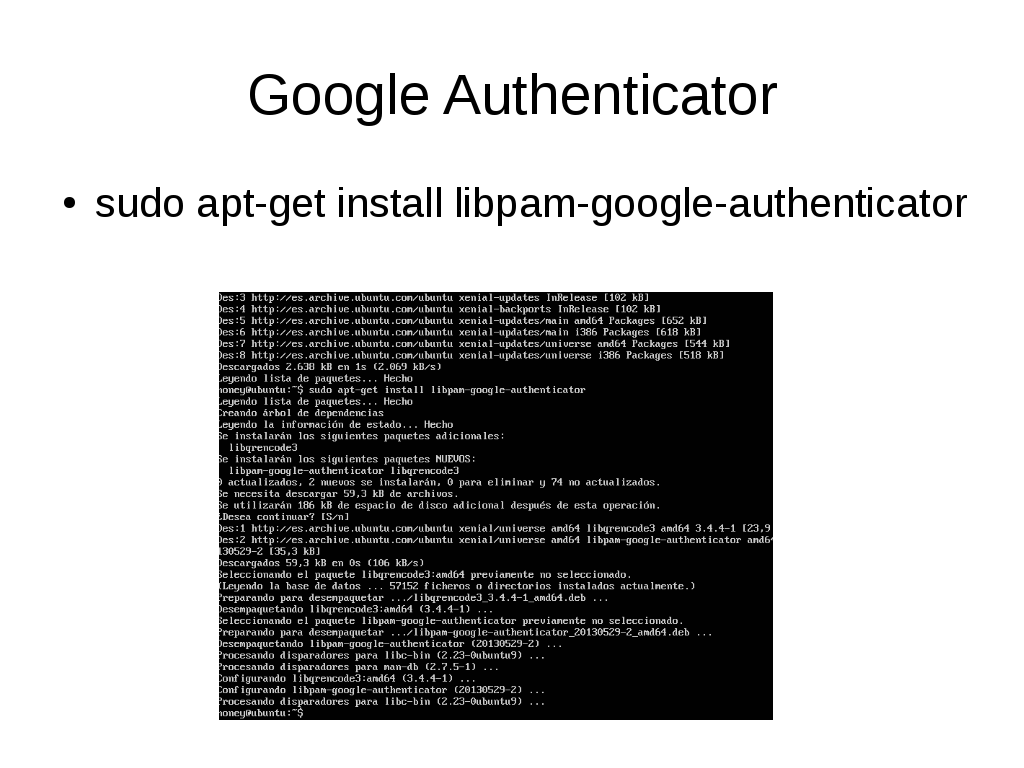 Google Authenticator
• sudo apt-get install libpam-google-authenticator
Des:3 http://es.archive.ubuntu.com/ubuntu xenial-updates InRelease [102 kB]
Des:4 http://es.archive.ubuntu.com/ubuntu xenial-backports InRelease [102 kB]
Des:5 http://es.archive.ubuntu.com/ubuntu xenial-updates/main amd64 Packages [652 kB]
Des:6 http://es.archive.ubuntu.com/ubuntu xenial-updates/main i386 Packages [618 kB]
Des:7 http://es.archive.ubuntu.com/ubuntu xenial-updates/universe amd64 Packages [544 kB]
Des:8 http://es.archive.ubuntu.com/ubuntu xenial-updates/universe i386 Packages [518 kB]
Descargados 2.638 kB en 1s (2.069 kB/s)
Leyendo lista de paquetes... Hecho
honey@ubuntu:~$ sudo apt-get install libpam-google-authenticator
Leyendo lista de paquetes... Hecho
Creando árbol de dependencias
Leyendo la información de estado... Hecho
Se instalarán los siguientes paquetes adicionales:
libqrencode3
Se instalarán los siguientes paquetes NUEVOS:
libpam-google-authenticator libqrencode3
0 actualizados, 2 nuevos se instalarán, 0 para eliminar y 74 no actualizados.
Se necesita descargar 59,3 kB de archivos.
Se utilizarán 186 kB de espacio de disco adicional después de esta operación.
¿Desea continuar? [S/n]
Des:1 http://es.archive.ubuntu.com/ubuntu xenial/universe amd64 libqrencode3 amd64 3.4.4-1 [23,9
Des:2 http://es.archive.ubuntu.com/ubuntu xenial/universe amd64 libpam-google-authenticator amd64
130529-2 [35,3 kB]
Descargados 59,3 kB en 0s (106 kB/s)
Seleccionando el paquete libqrencode3:amd64 previamente no seleccionado.
(Leyendo la base de datos ... 57152 ficheros o directorios instalados actualmente.)
Preparando para desempaquetar .../libqrencode3_3.4.4-1_amd64.deb ...
Desempaquetando libqrencode3:amd64 (3.4.4-1) ...
Seleccionando el paquete libpam-google-authenticator previamente no seleccionado.
Preparando para desempaquetar .../libpam-google-authenticator_20130529-2_amd64.deb ...
Desempaquetando libpam-google-authenticator (20130529-2) ...
Procesando disparadores para libc-bin (2.23-0ubuntu9) ...
Procesando disparadores para man-db (2.7.5-1) ...
Configurando libqrencode3:amd64 (3.4.4-1) ...
Configurando libpam-google-authenticator (20130529-2) ...
Procesando disparadores para libc-bin (2.23-0ubuntu9) ...
honey@ubuntu:~$